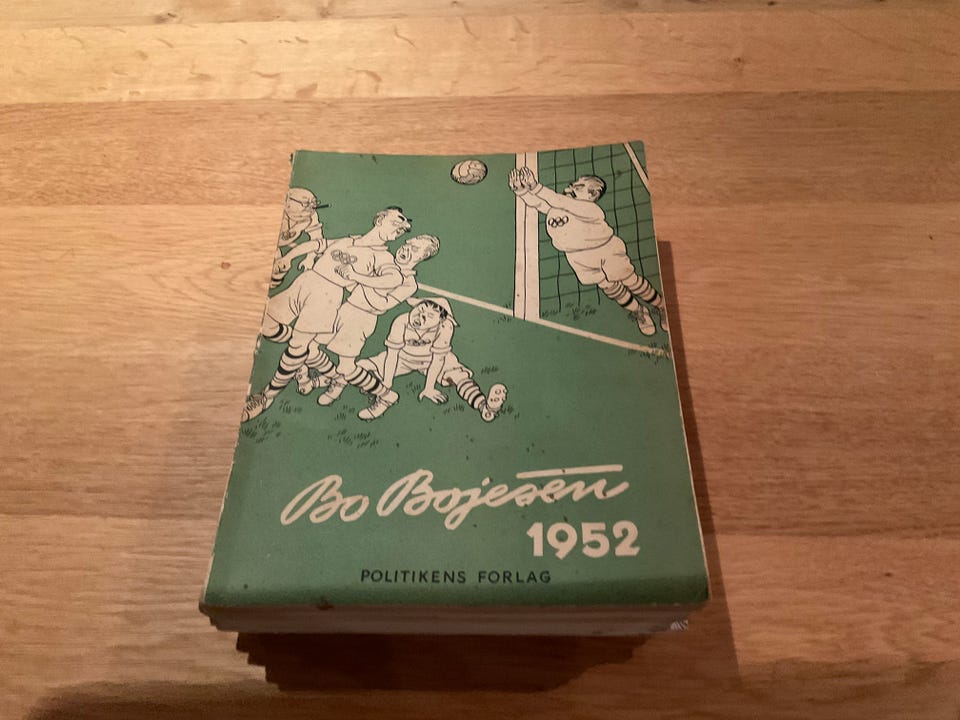 Bo Bojesen
1952
POLITIKENS FORLAG